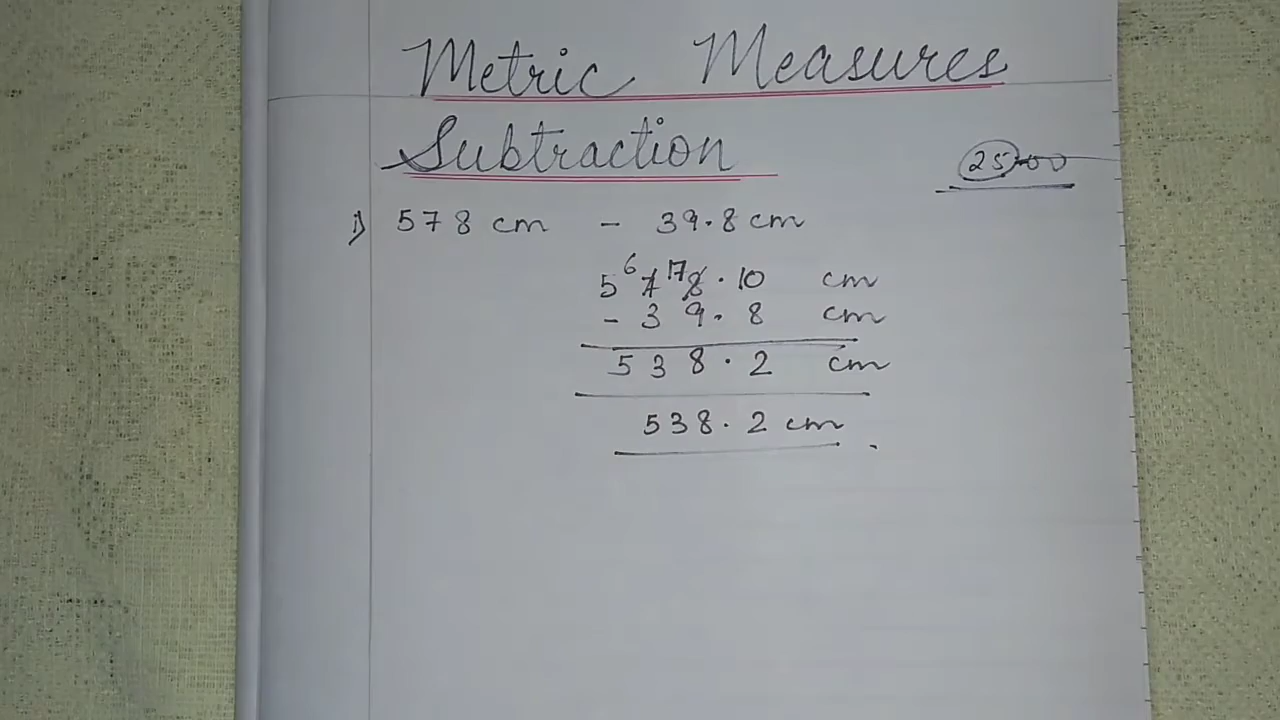 Metric Measures
Subtraction
25.00
1) 578 cm - 39.8 cm
5 6 7 17 8 . 10 cm
- 3 9 . 8 cm
5 3 8 . 2 cm
538.2 cm